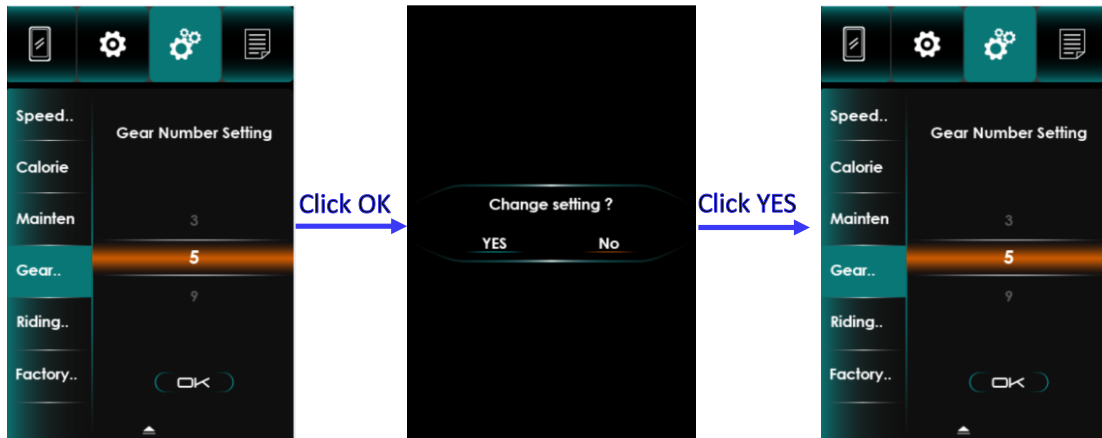 Speed..
Gear Number Setting
Calorie
Mainten
3
5
Gear..
9
Riding..
Factory..
OK
Click OK
Change setting ?
YES No
Click YES
Speed..
Gear Number Setting
Calorie
Mainten
3
5
Gear..
9
Riding..
Factory..
OK